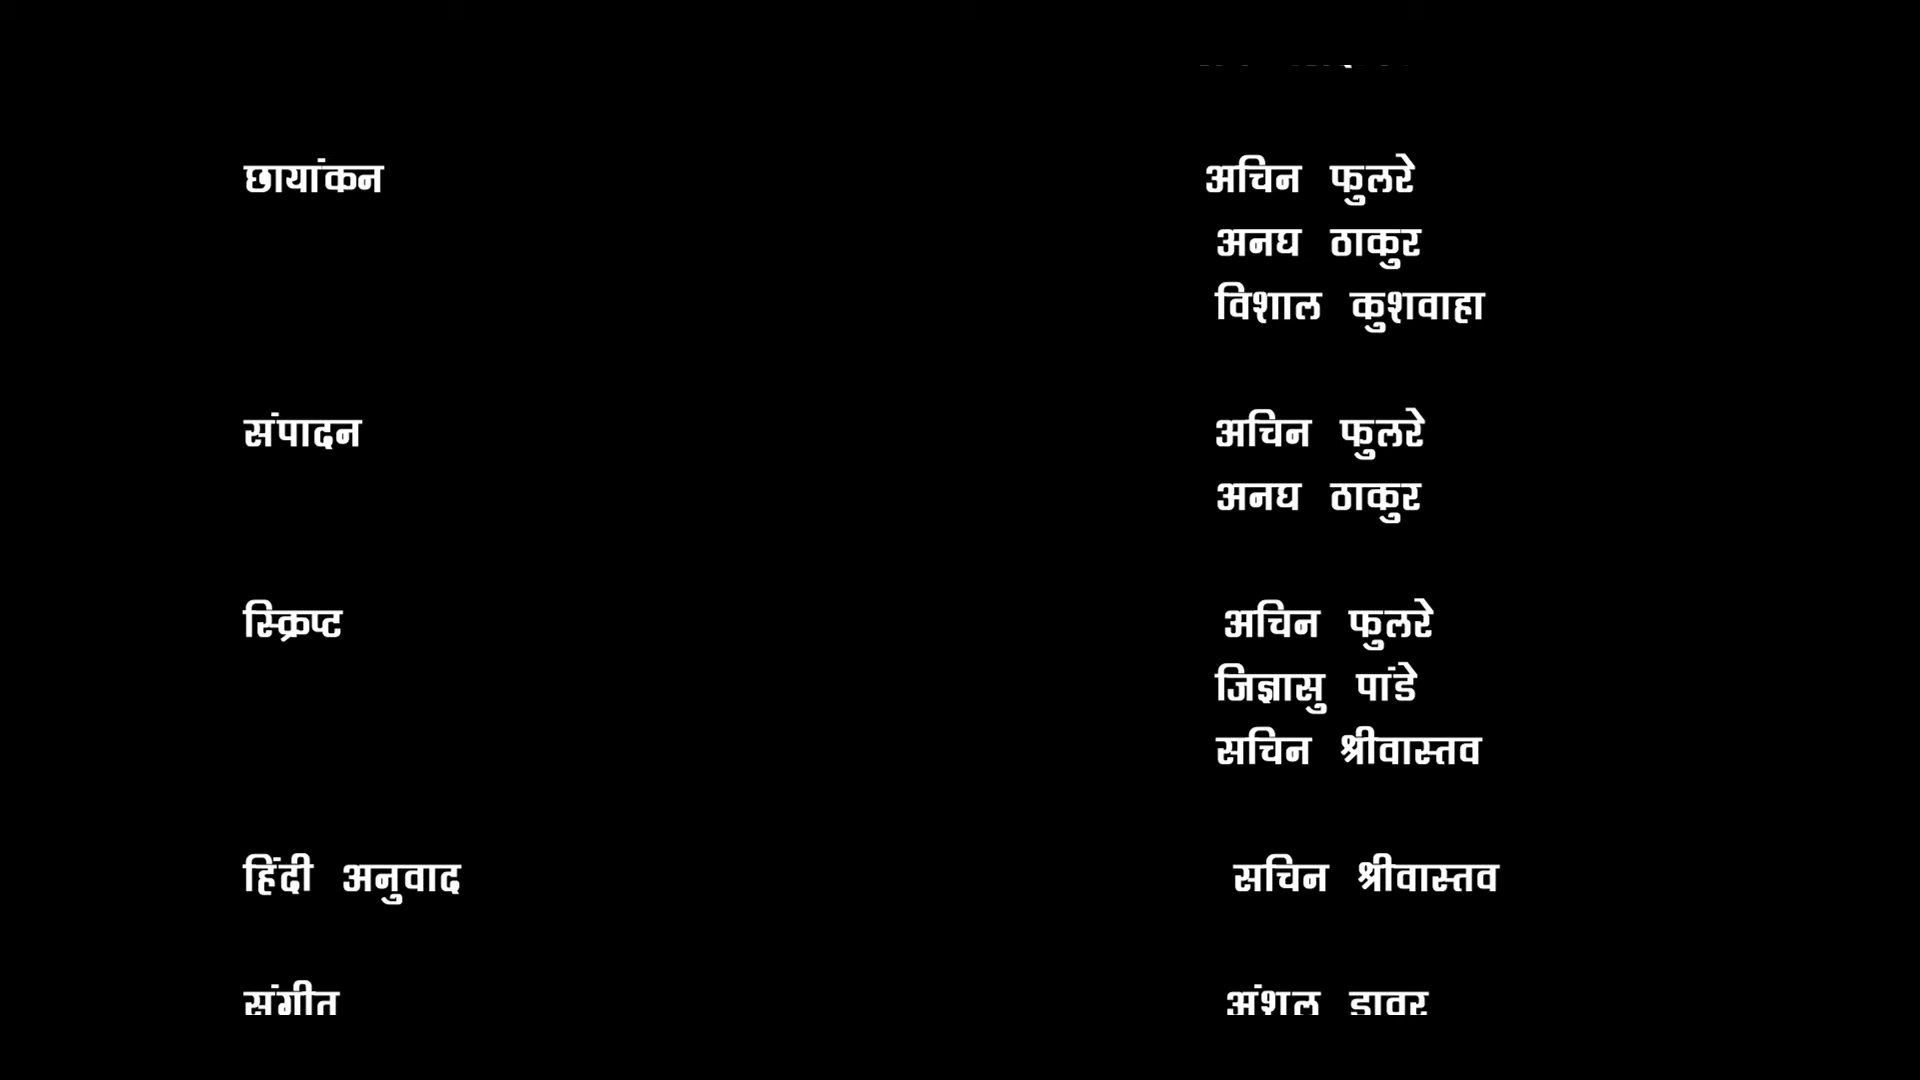 छायांकन अचिन फुलरे
अनघ ठाकुर
विशाल कुशवाहा
संपादन अचिन फुलरे
अनघ ठाकुर
स्क्रिप्ट अचिन फुलरे
जिज्ञासु पांडे
सचिन श्रीवास्तव
हिंदी अनुवाद सचिन श्रीवास्तव
संगीत